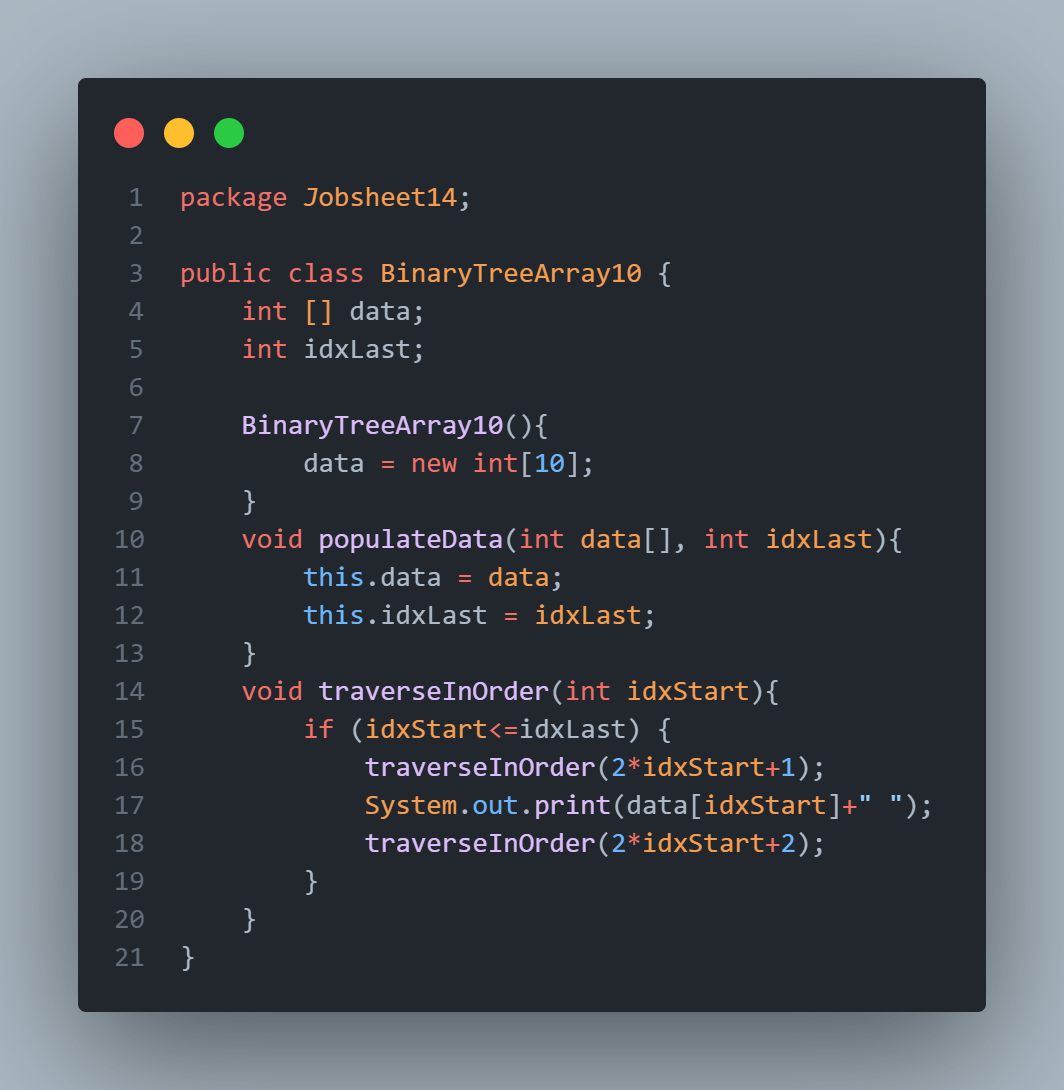 1 package Jobsheet14;
2
3 public class BinaryTreeArray10 {
4     int [] data;
5     int idxLast;
6
7     BinaryTreeArray10(){
8         data = new int[10];
9     }
10     void populateData(int data[], int idxLast){
11         this.data = data;
12         this.idxLast = idxLast;
13     }
14     void traverseInOrder(int idxStart){
15         if (idxStart<=idxLast) {
16             traverseInOrder(2*idxStart+1);
17             System.out.print(data[idxStart]+" ");
18             traverseInOrder(2*idxStart+2);
19         }
20     }
21 }